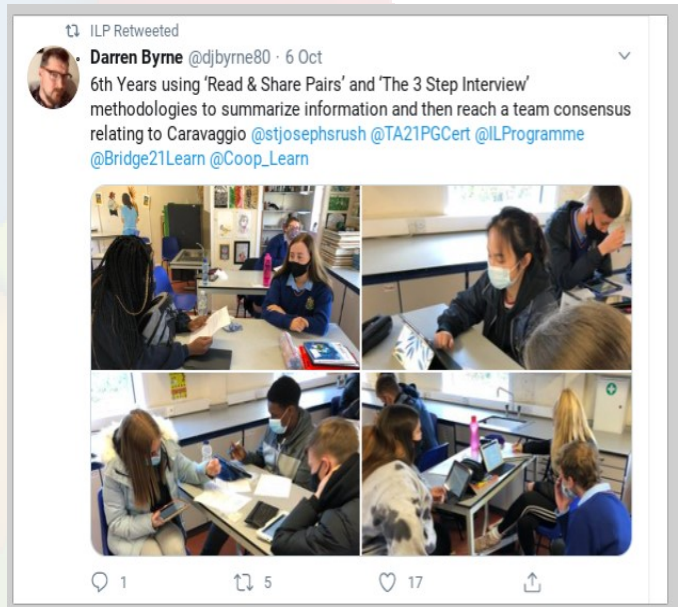 ILP Retweeted
Darren Byrne @djbyrne80 · 6 Oct
6th Years using ‘Read & Share Pairs’ and ‘The 3 Step Interview’
methodologies to summarize information and then reach a team consensus
relating to Caravaggio @stjosephsrush @TA21PGCert @ILProgramme
@Bridge21Learn @Coop_Learn
1 5 17